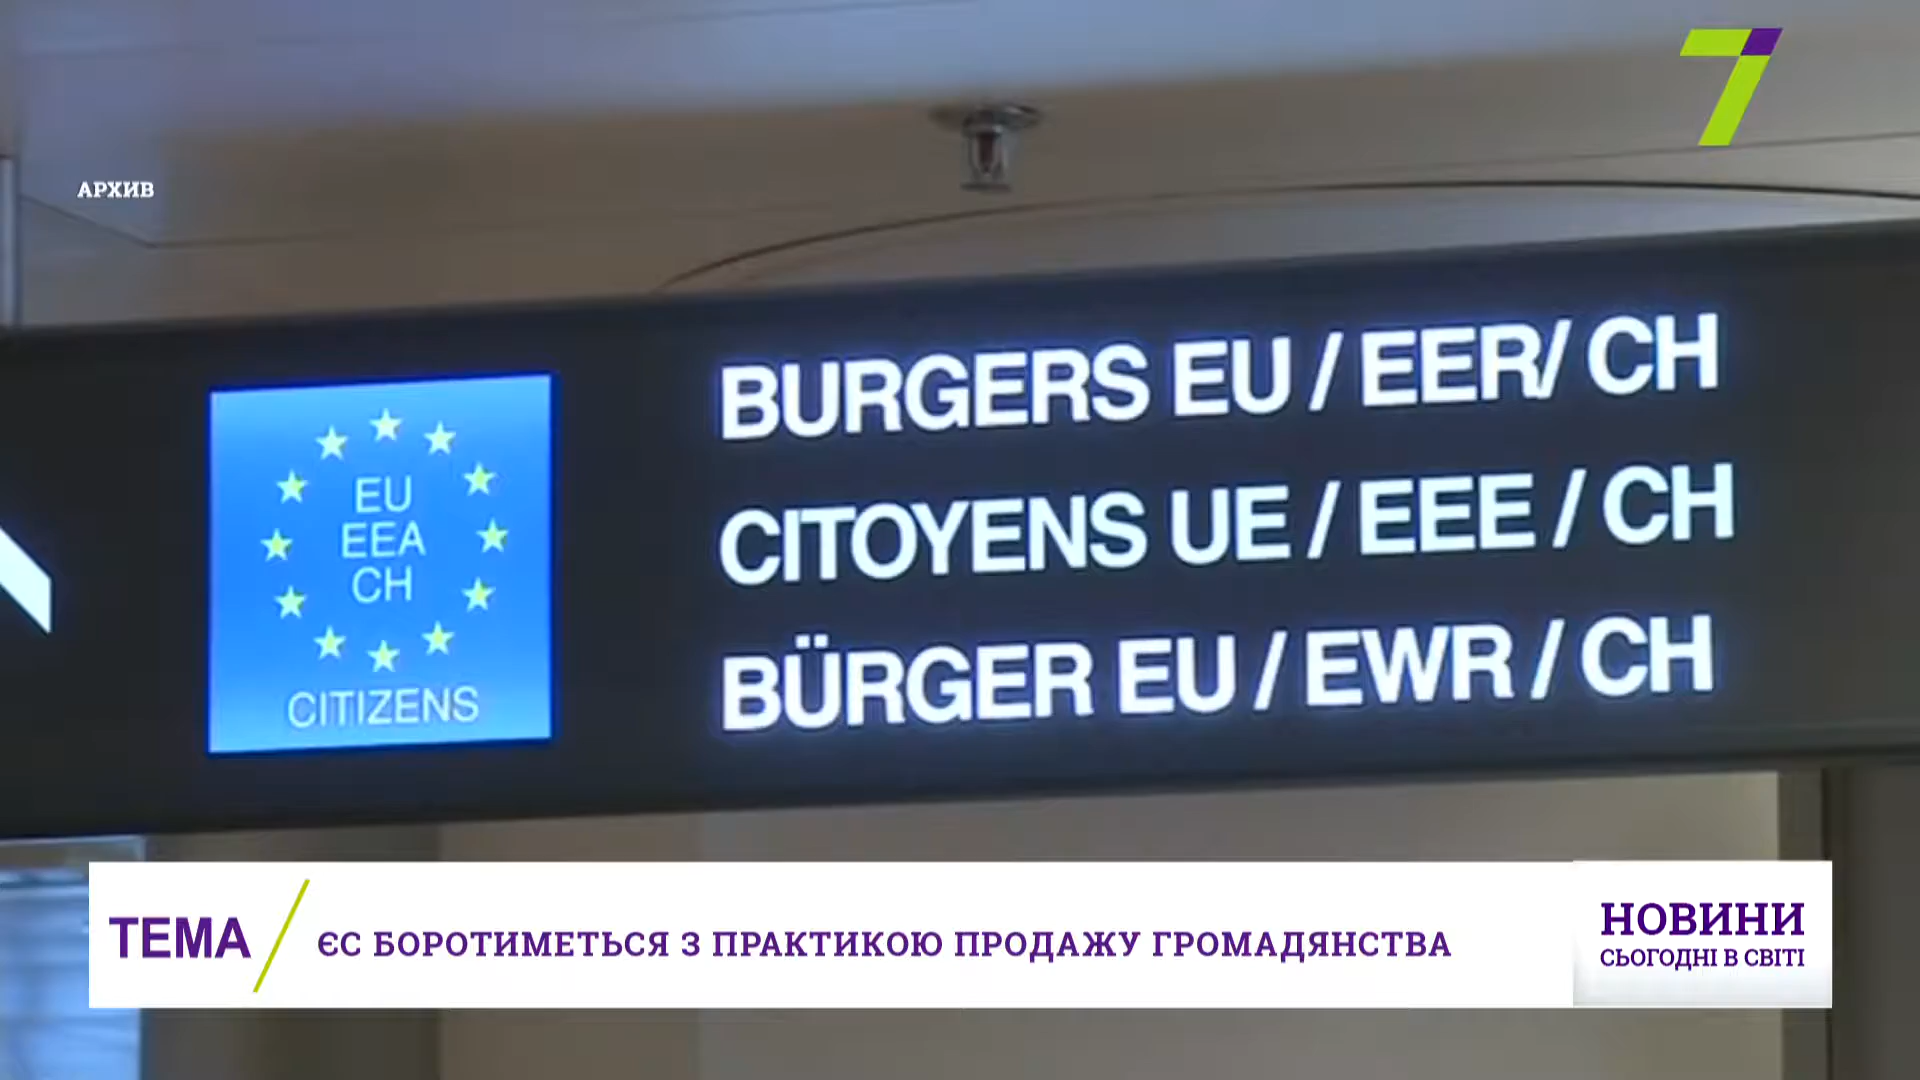 7
АРХИВ
BURGERS EU / EER/ CH
CITOYENS UE / EEE / CH
BÜRGER EU / EWR / CH
EU
EEA
CH
CITIZENS
ТЕМА
ЄС БОРОТИМЕТЬСЯ З ПРАКТИКОЮ ПРОДАЖУ ГРОМАДЯНСТВА
НОВИНИ
СЬОГОДНІ В СВІТІ